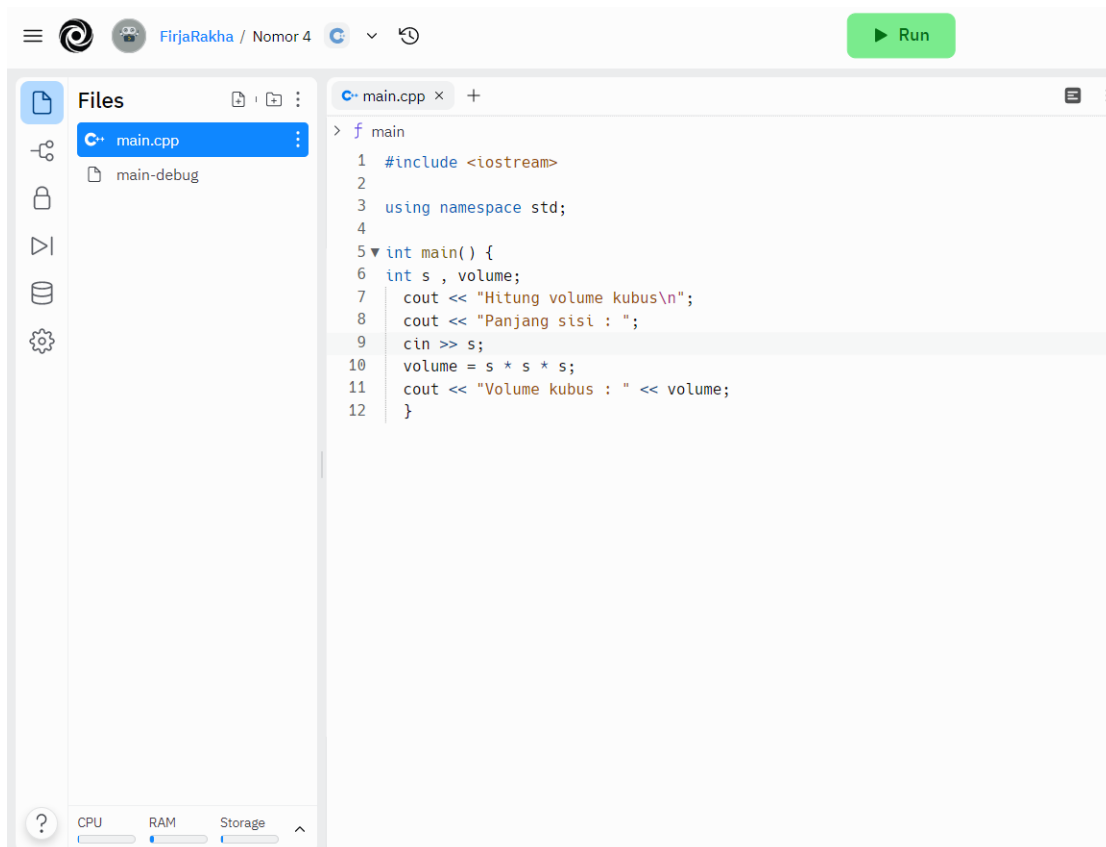 FirjaRakha / Nomor 4
Run
Files
main.cpp
main-debug
CPU RAM Storage
main.cpp × +
> ƒ main
1 #include <iostream>
2
3 using namespace std;
4
5 int main() {
6 int s , volume;
7 cout << "Hitung volume kubus\n";
8 cout << "Panjang sisi : ";
9 cin >> s;
10 volume = s * s * s;
11 cout << "Volume kubus : " << volume;
12 }